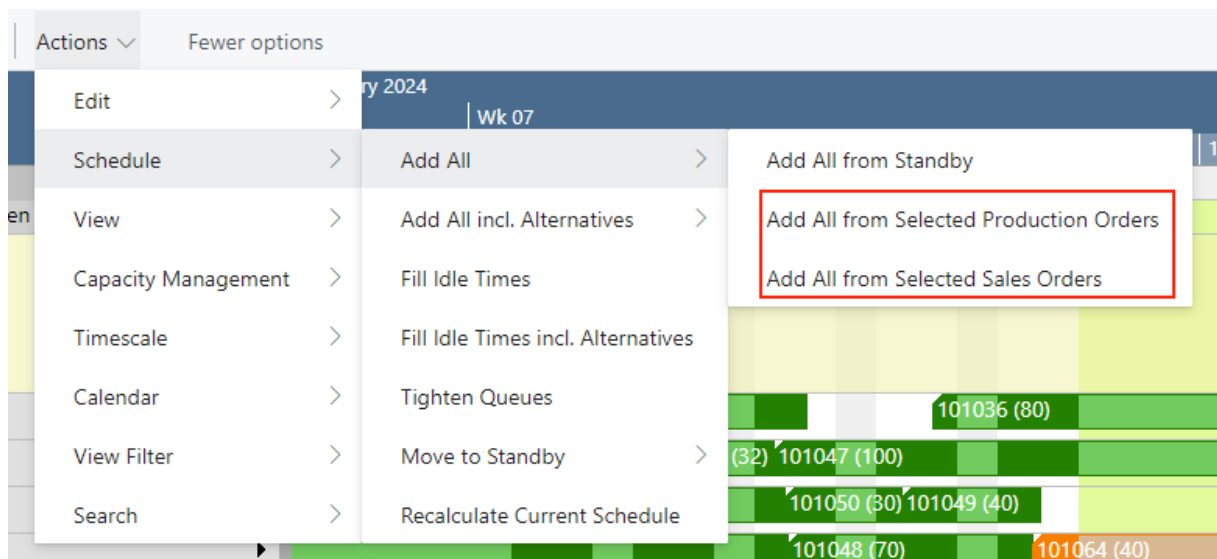 Actions
Fewer options
ry 2024
Wk 07
1
en
Edit
Schedule
View
Capacity Management
Timescale
Calendar
View Filter
Search
Add All
Add All incl. Alternatives
Fill Idle Times
Fill Idle Times incl. Alternatives
Tighten Queues
Move to Standby
Recalculate Current Schedule
Add All from Standby
Add All from Selected Production Orders
Add All from Selected Sales Orders
101036 (80)
(32) 101047 (100)
101050 (30) 101049 (40)
101048 (70)
101064 (40)